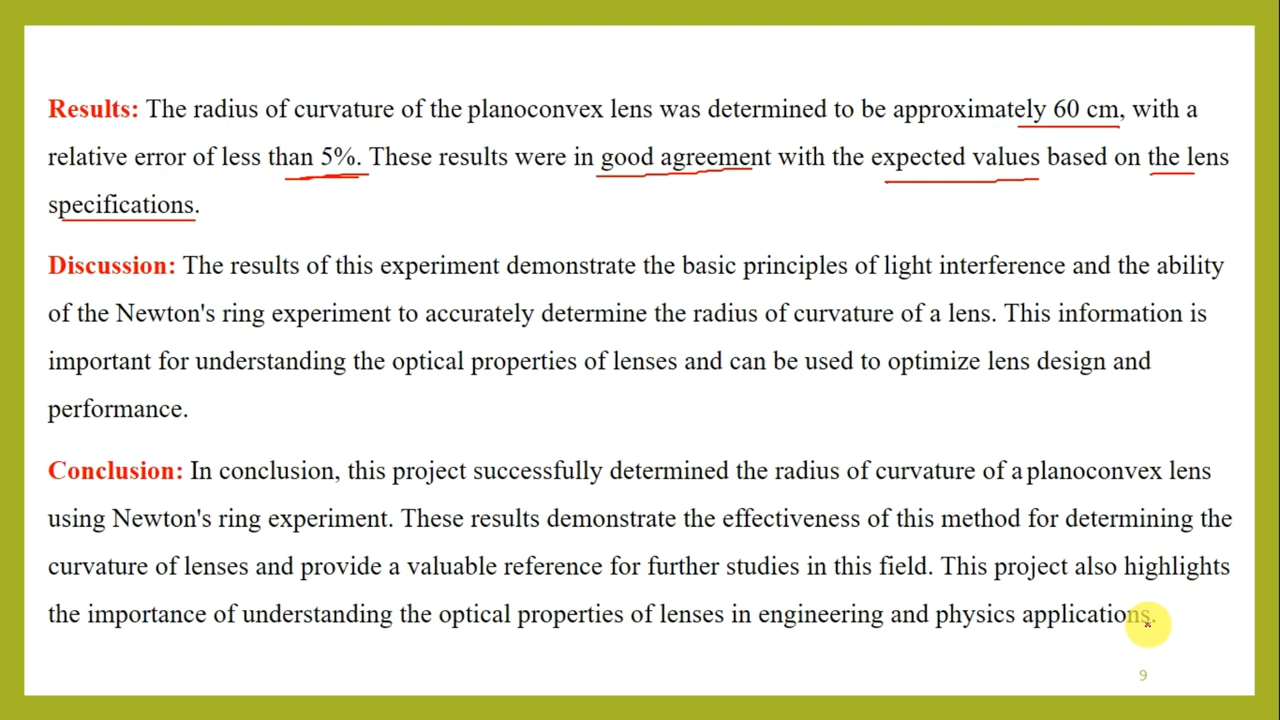 Results: The radius of curvature of the planoconvex lens was determined to be approximately 60 cm, with a
relative error of less than 5%. These results were in good agreement with the expected values based on the lens
specifications.
Discussion: The results of this experiment demonstrate the basic principles of light interference and the ability
of the Newton's ring experiment to accurately determine the radius of curvature of a lens. This information is
important for understanding the optical properties of lenses and can be used to optimize lens design and
performance.
Conclusion: In conclusion, this project successfully determined the radius of curvature of a planoconvex lens
using Newton's ring experiment. These results demonstrate the effectiveness of this method for determining the
curvature of lenses and provide a valuable reference for further studies in this field. This project also highlights
the importance of understanding the optical properties of lenses in engineering and physics applications.
9